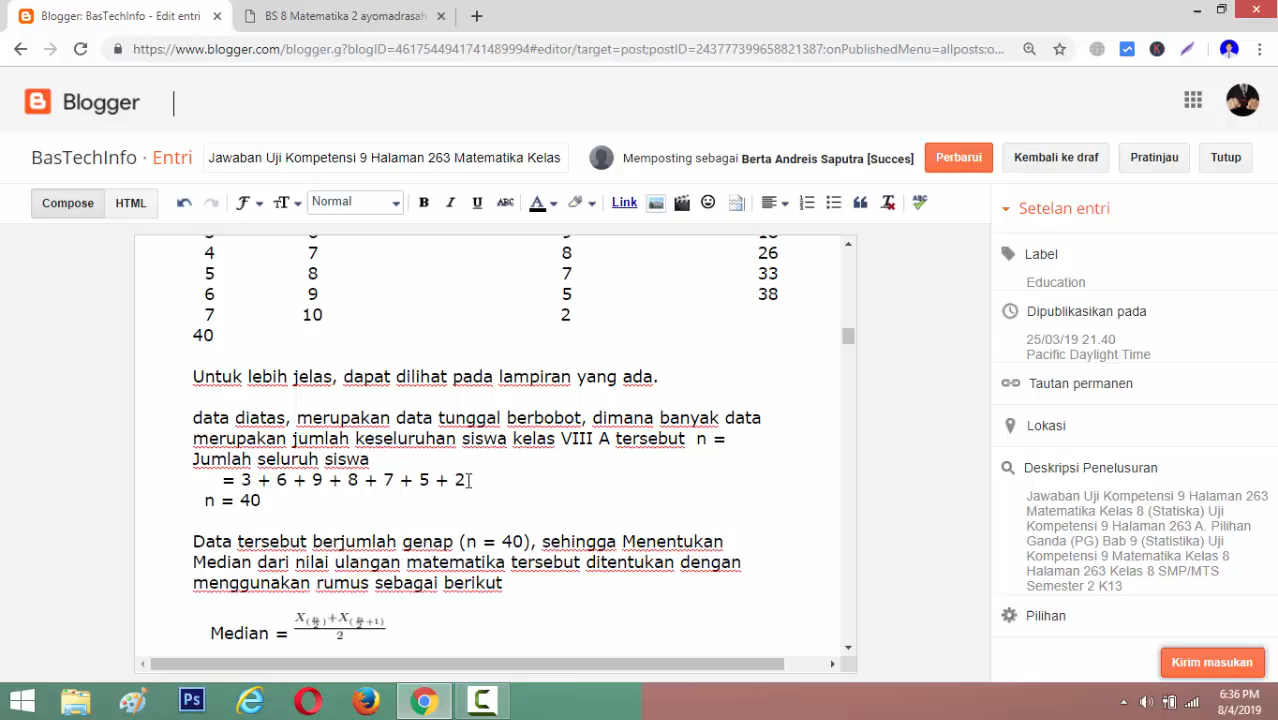 Blogger: BasTechInfo - Edit entri
BS 8 Matematika 2 ayomadrasah
https://www.blogger.com/blogger.g?blogID=4617544941741489994#editor/target=post;postID=243777399658821387;onPublishedMenu=allposts;o...
Blogger
BasTechInfo · Entri
Jawaban Uji Kompetensi 9 Halaman 263 Matematika Kelas
Memposting sebagai Berta Andreis Saputra [Succes]
Perbarui
Kembali ke draf
Pratinjau
Tutup
Compose
HTML
Normal
Link
4 7 8 26
5 8 7 33
6 9 5 38
7 10 2
40
Untuk lebih jelas, dapat dilihat pada lampiran yang ada.
data diatas, merupakan data tunggal berbobot, dimana banyak data
merupakan jumlah keseluruhan siswa kelas VIII A tersebut n =
Jumlah seluruh siswa
= 3 + 6 + 9 + 8 + 7 + 5 + 2
n = 40
Data tersebut berjumlah genap (n = 40), sehingga Menentukan
Median dari nilai ulangan matematika tersebut ditentukan dengan
menggunakan rumus sebagai berikut
Median = X(n/2)+X(n/2+1)
2
Setelan entri
Label
Education
Dipublikasikan pada
25/03/19 21.40
Pacific Daylight Time
Tautan permanen
Lokasi
Deskripsi Penelusuran
Jawaban Uji Kompetensi 9 Halaman 263
Matematika Kelas 8 (Statiska) Uji
Kompetensi 9 Halaman 263 A. Pilihan
Ganda (PG) Bab 9 (Statistika) Uji
Kompetensi 9 Matematika Kelas 8
Halaman 263 Kelas 8 SMP/MTS
Semester 2 K13
Pilihan
Kirim masukan
Ps
6:36 PM
8/4/2019